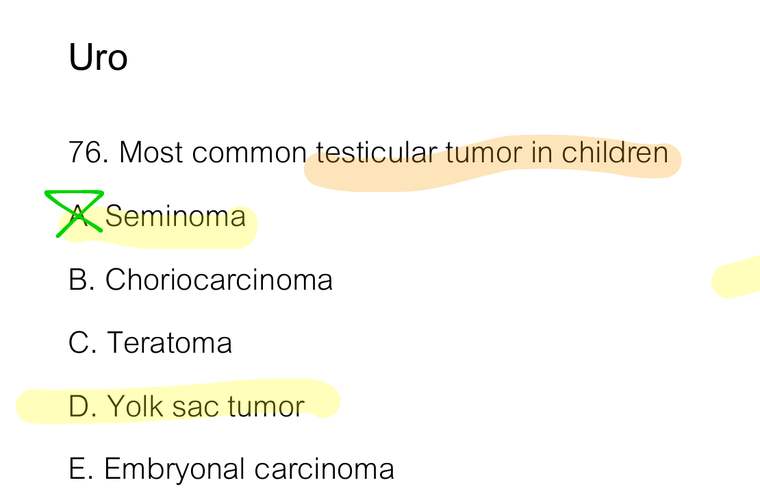 Uro
76. Most common testicular tumor in children
A. Seminoma
B. Choriocarcinoma
C. Teratoma
D. Yolk sac tumor
E. Embryonal carcinoma